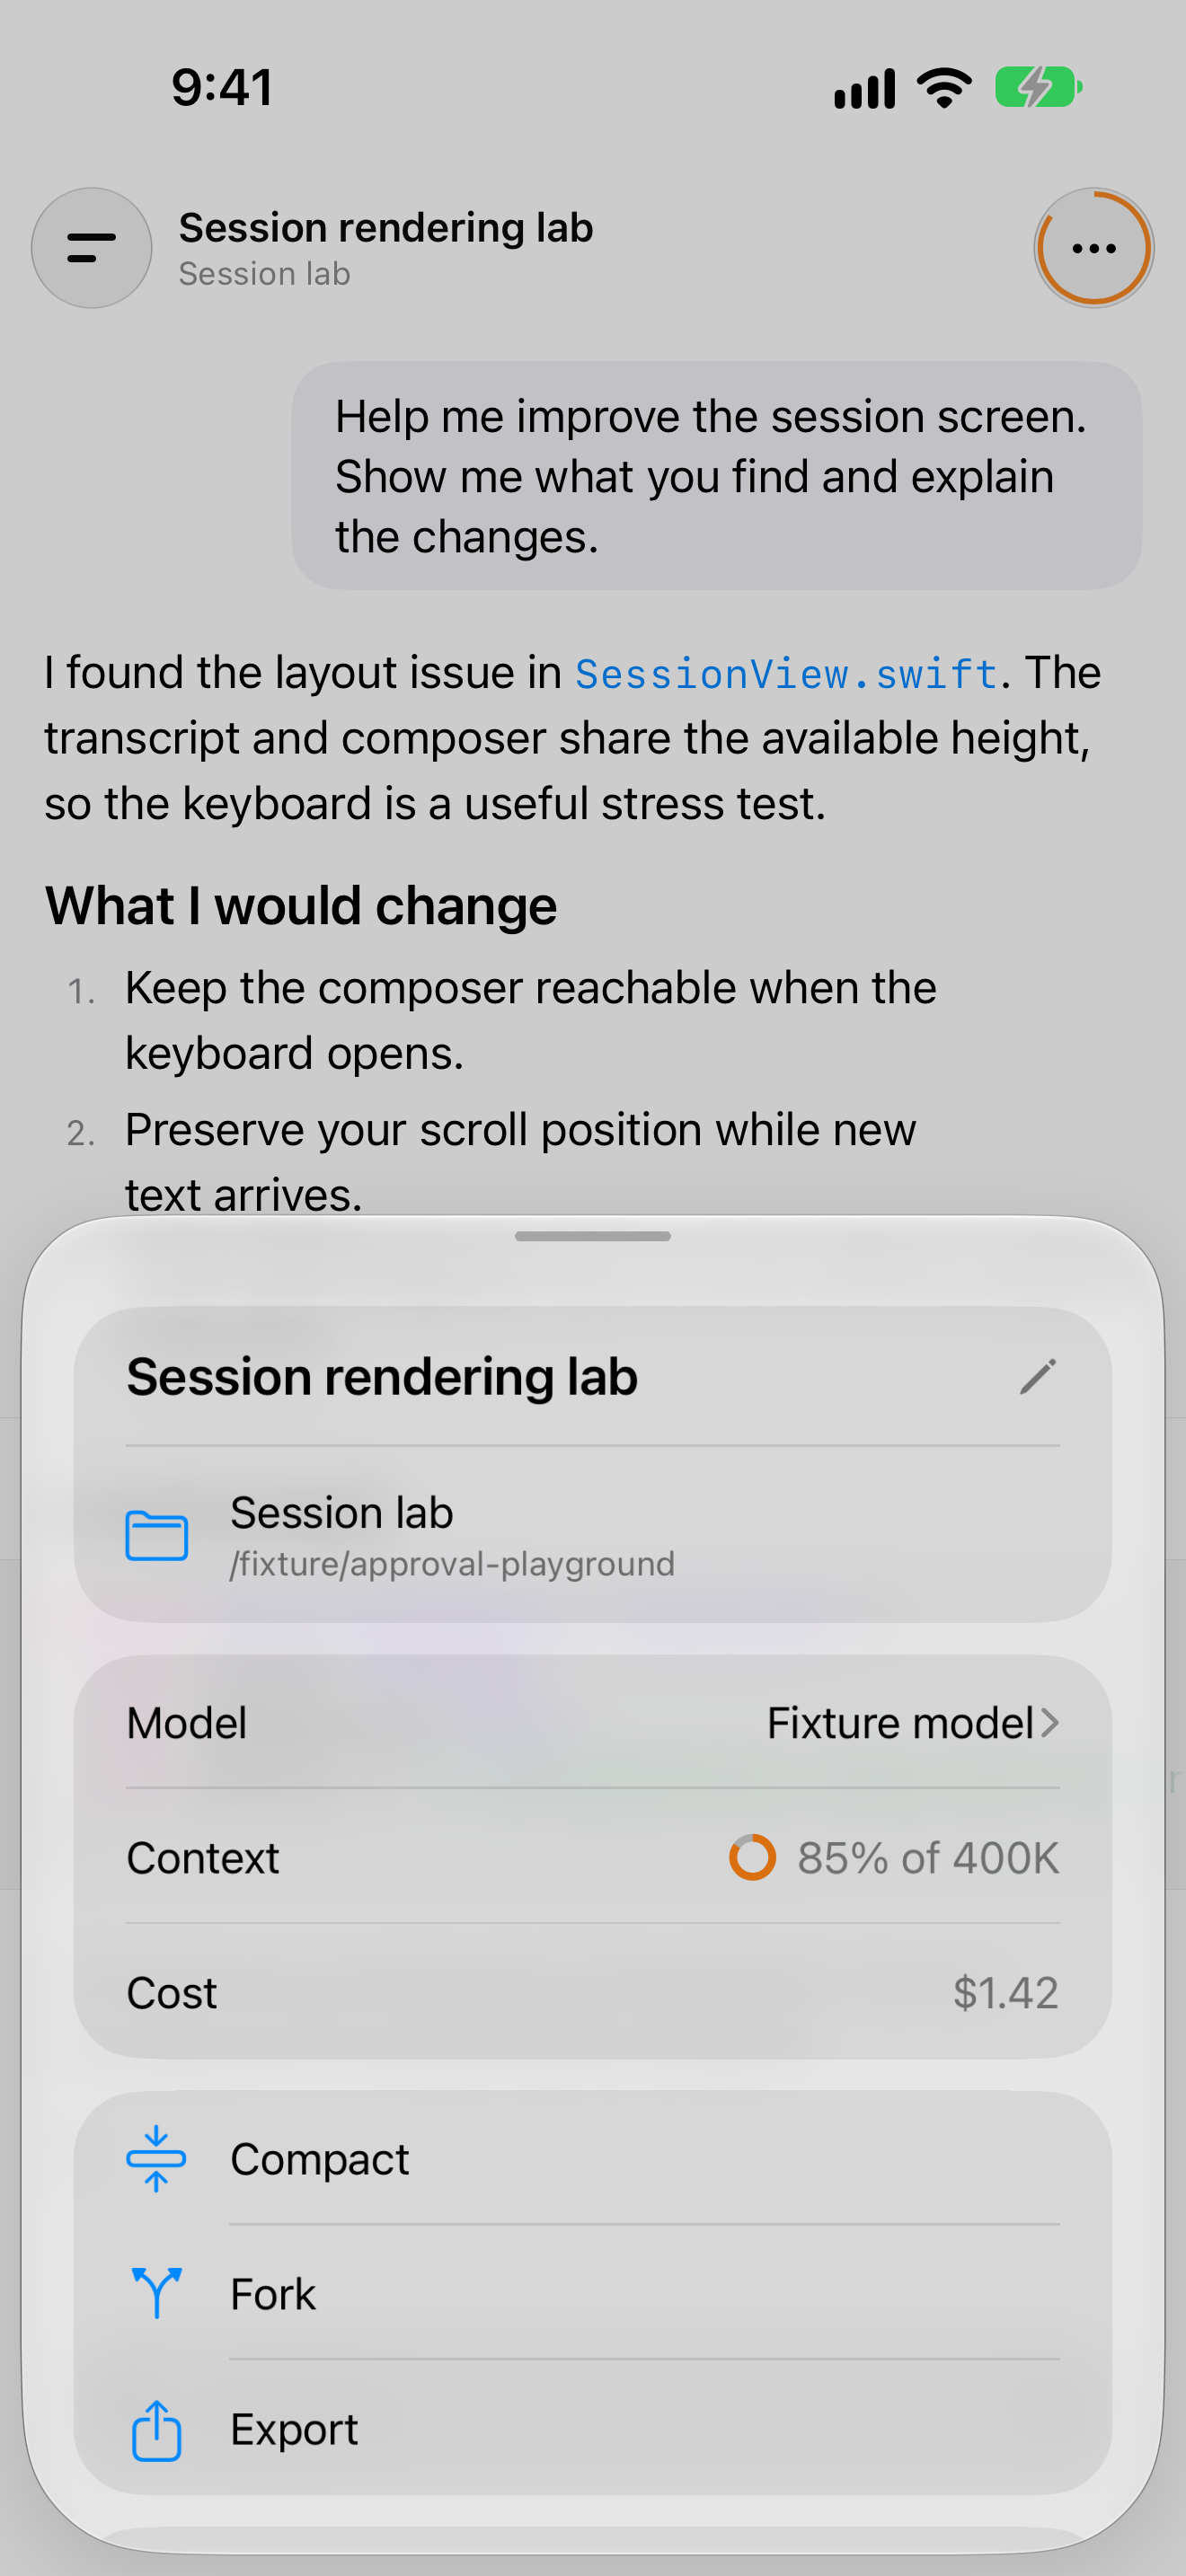 9:41
Session rendering lab
Session lab
Help me improve the session screen.
Show me what you find and explain
the changes.
I found the layout issue in SessionView.swift. The
transcript and composer share the available height,
so the keyboard is a useful stress test.
What I would change
1. Keep the composer reachable when the
keyboard opens.
2. Preserve your scroll position while new
text arrives.
Session rendering lab
Session lab
/fixture/approval-playground
Model Fixture model
Context 85% of 400K
Cost $1.42
Compact
Fork
Export